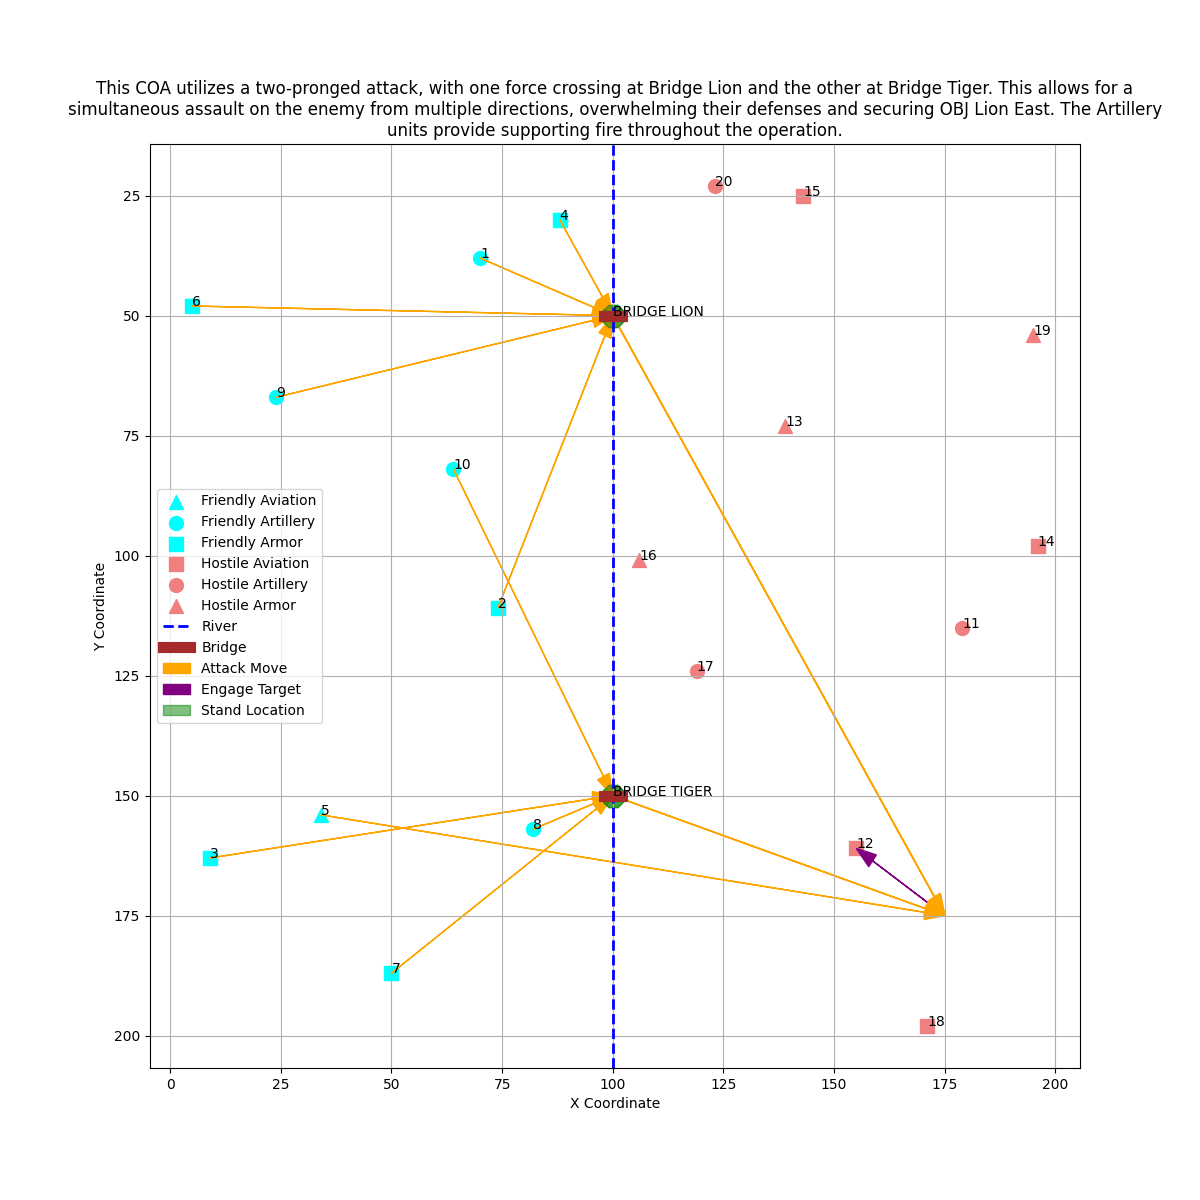 This COA utilizes a two-pronged attack, with one force crossing at Bridge Lion and the other at Bridge Tiger. This allows for a
simultaneous assault on the enemy from multiple directions, overwhelming their defenses and securing OBJ Lion East. The Artillery
units provide supporting fire throughout the operation.
20
15
25
4
1
6
50
BRIDGE LION
19
9
13
75
10
Friendly Aviation
Friendly Artillery
Friendly Armor
Hostile Aviation
Hostile Artillery
Hostile Armor
River
Bridge
Attack Move
Engage Target
Stand Location
14
100
16
2
11
Y Coordinate
17
125
150
BRIDGE TIGER
5
8
3
12
175
7
18
200
0 25 50 75 100 125 150 175 200
X Coordinate